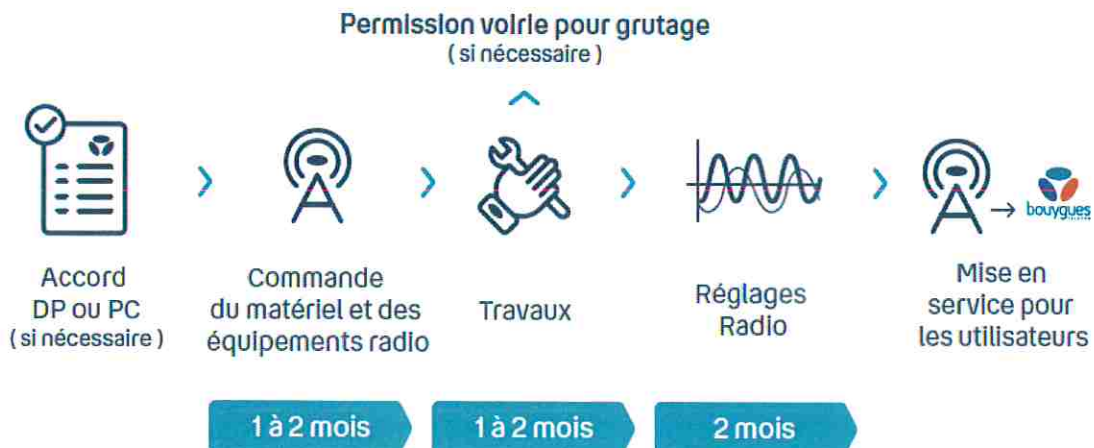 Permission voirie pour grutage
( si nécessaire )
Accord
DP ou PC
( si nécessaire )
Commande
du matériel et des
équipements radio
Travaux
Réglages
Radio
bouygues
TELECOM
Mise en
service pour
les utilisateurs
1 à 2 mois
1 à 2 mois
2 mois